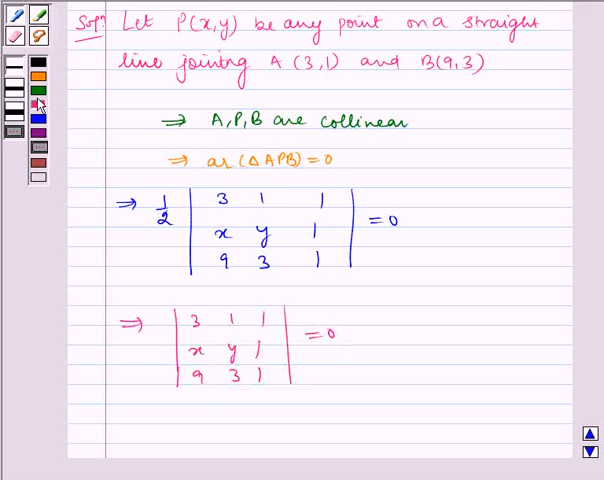 Solⁿ Let P(x,y) be any point on a straight
line joining A (3,1) and B(9,3)
⇒ A,P,B are collinear
⇒ ar(Δ APB) = 0
⇒ 1/2 | 3 1 1 |
| x y 1 | = 0
| 9 3 1 |
⇒ | 3 1 1 |
| x y 1 | = 0
| 9 3 1 |